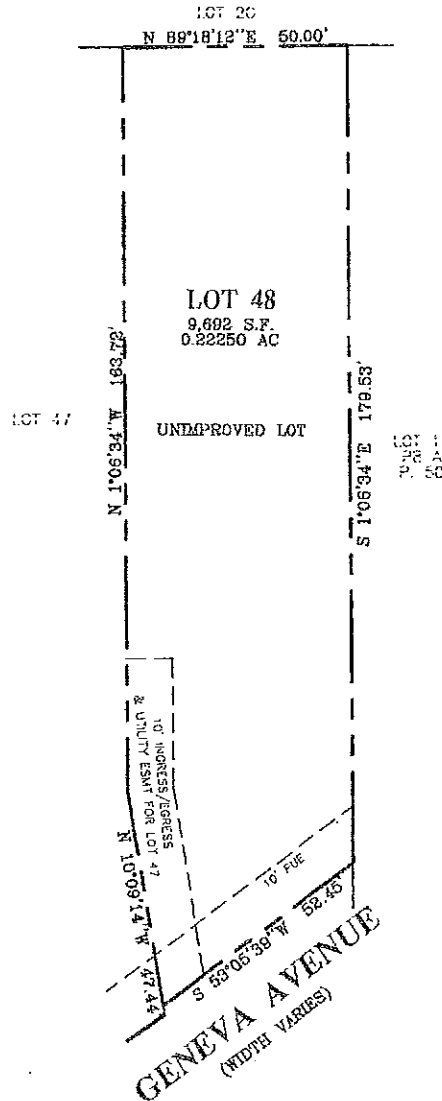 LOT 20
N 89°18'12"E 50.00'
LOT 48
9,692 S.F.
0.22250 AC
N 1°06'34"W 163.72'
LOT 47
UNIMPROVED LOT
S 1°06'34"E 179.53'
10' INGRESS/EGRESS
& UTILITY ESMT FOR LOT 47
N 10°09'14"W 47.44
10' PUE
S 53°05'39"W 52.45'
GENEVA AVENUE
(WIDTH VARIES)